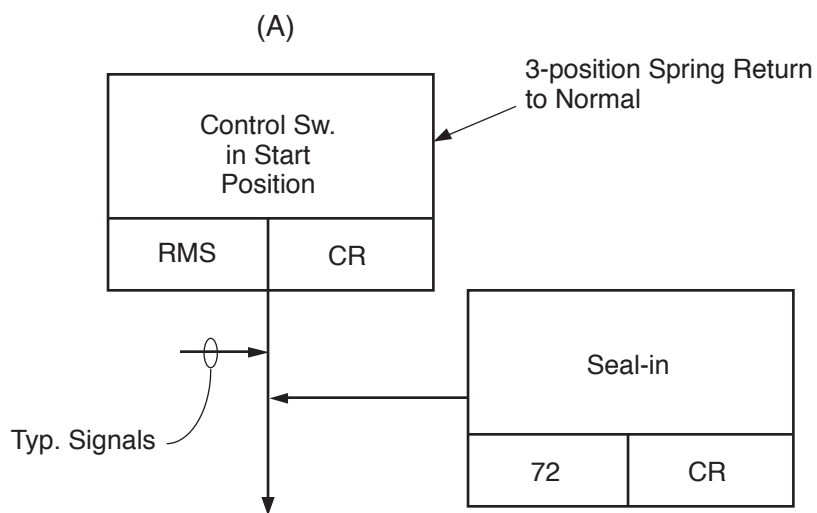 (A)
3-position Spring Return
to Normal
Control Sw.
in Start
Position
RMS
CR
Seal-in
Typ. Signals
72
CR